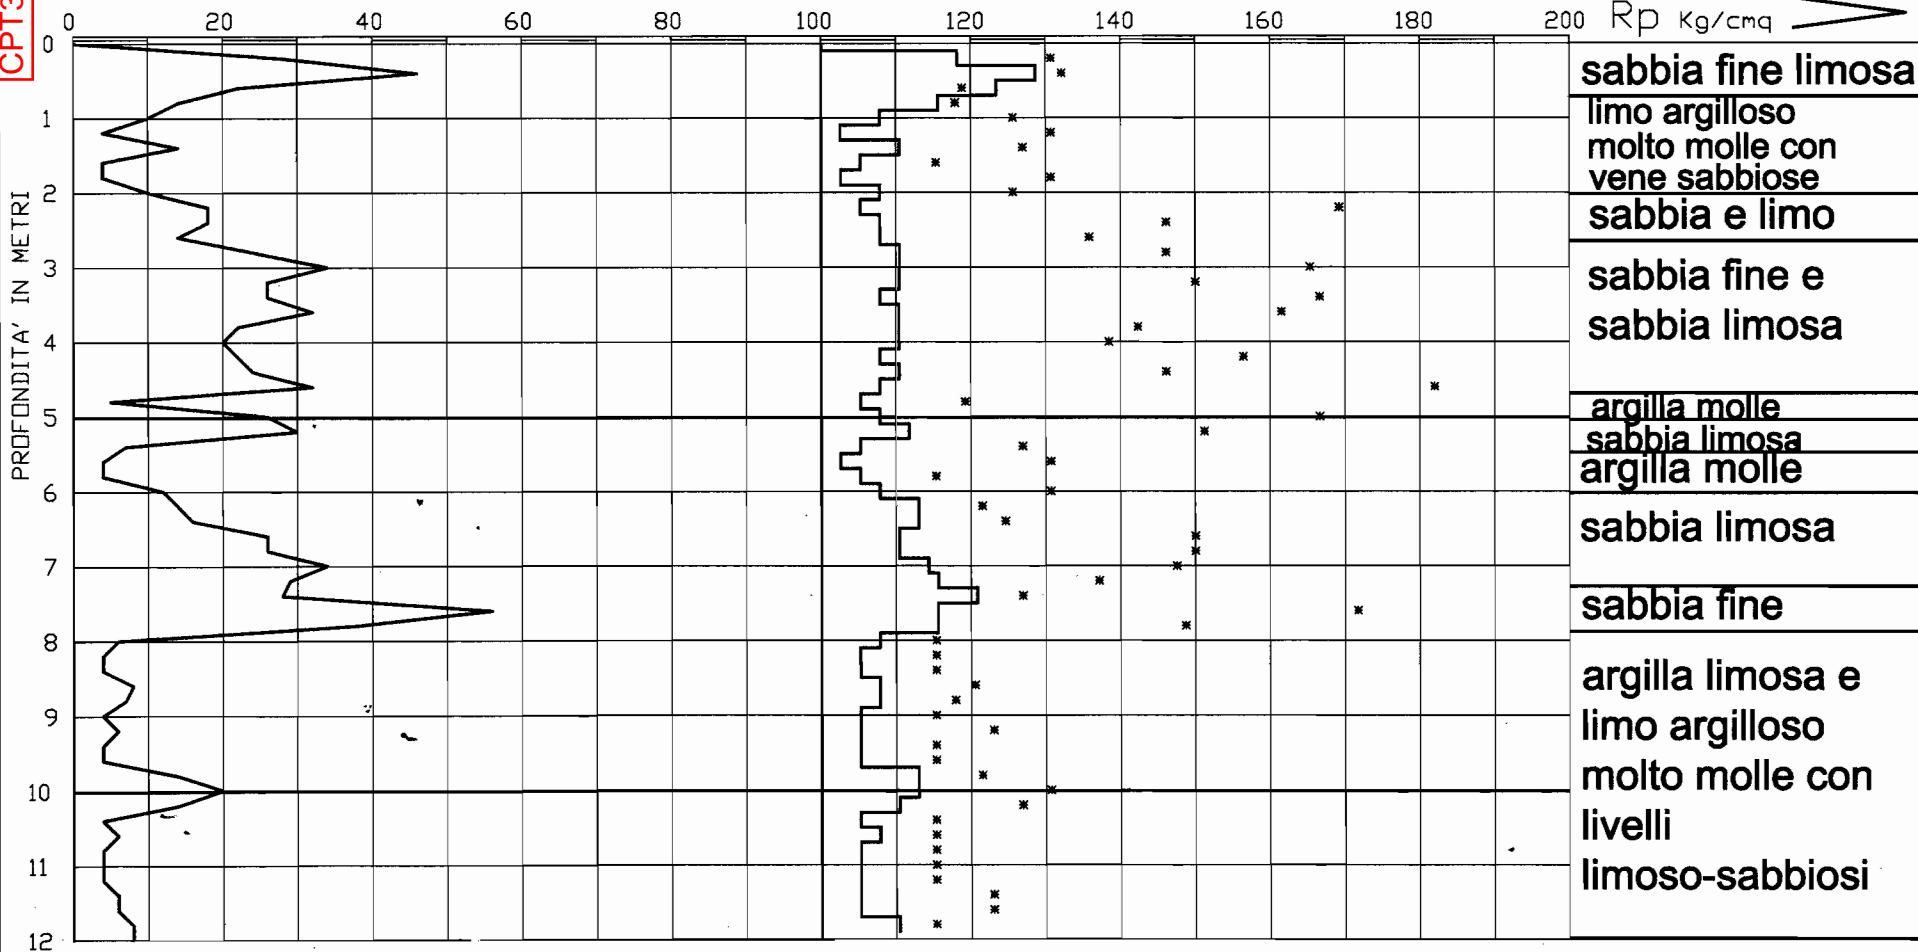 CPT3
0 20 40 60 80 100 120 140 160 180 200 Rp Kg/cmq
PROFONDITA' IN METRI
0
1
2
3
4
5
6
7
8
9
10
11
12
sabbia fine limosa
limo argilloso
molto molle con
vene sabbiose
sabbia e limo
sabbia fine e
sabbia limosa
argilla molle
sabbia limosa
argilla molle
sabbia limosa
sabbia fine
argilla limosa e
limo argilloso
molto molle con
livelli
limoso-sabbiosi